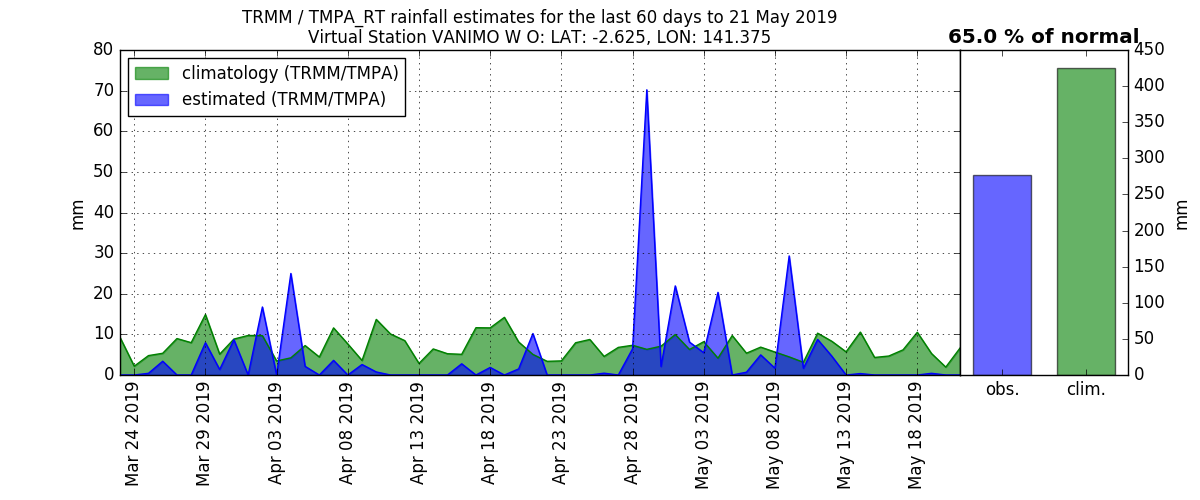 TRMM / TMPA_RT rainfall estimates for the last 60 days to 21 May 2019
Virtual Station VANIMO W O: LAT: -2.625, LON: 141.375
65.0 % of normal
climatology (TRMM/TMPA)
estimated (TRMM/TMPA)
80
70
60
50
40
30
20
10
0
mm
Mar 24 2019
Mar 29 2019
Apr 03 2019
Apr 08 2019
Apr 13 2019
Apr 18 2019
Apr 23 2019
Apr 28 2019
May 03 2019
May 08 2019
May 13 2019
May 18 2019
450
400
350
300
250
200
150
100
50
0
mm
obs.
clim.